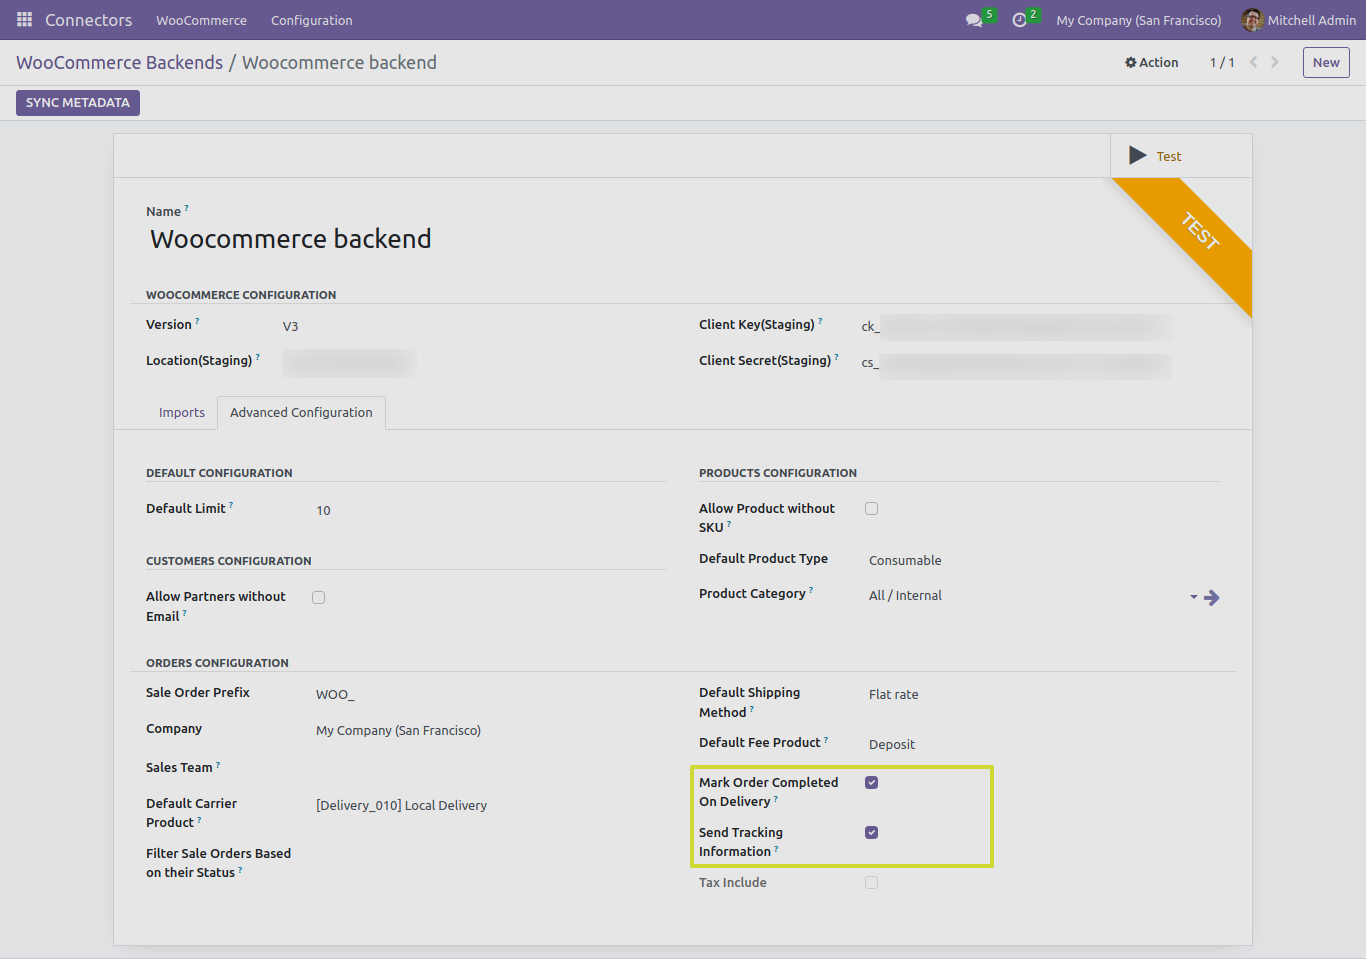 Connectors WooCommerce Configuration 5 2 My Company (San Francisco) Mitchell Admin
WooCommerce Backends / Woocommerce backend Action 1 / 1 New
SYNC METADATA
Test
TEST
Name ?
Woocommerce backend
WOOCOMMERCE CONFIGURATION
Version ? V3 Client Key(Staging) ? ck_
Location(Staging) ? Client Secret(Staging) ? cs_
Imports Advanced Configuration
DEFAULT CONFIGURATION
Default Limit ? 10
CUSTOMERS CONFIGURATION
Allow Partners without
Email ?
PRODUCTS CONFIGURATION
Allow Product without
SKU ?
Default Product Type Consumable
Product Category ? All / Internal
ORDERS CONFIGURATION
Sale Order Prefix WOO_
Company My Company (San Francisco)
Sales Team ?
Default Carrier
Product ? [Delivery_010] Local Delivery
Filter Sale Orders Based
on their Status ?
Default Shipping
Method ? Flat rate
Default Fee Product ? Deposit
Mark Order Completed
On Delivery ?
Send Tracking
Information ?
Tax Include